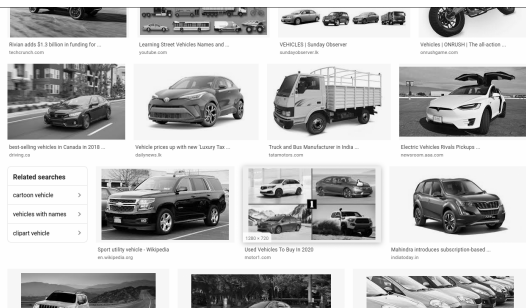 Rivian adds $1.3 billion in funding for ...
techcrunch.com
Learning Street Vehicles Names and ...
youtube.com
VEHICLES | Sunday Observer
sundayobserver.lk
Vehicles | ONRUSH | The all-action ...
onrushgame.com
best-selling vehicles in Canada in 2018 ...
driving.ca
Vehicle prices up with new 'Luxury Tax ...
dailynews.lk
Truck and Bus Manufacturer in India ...
tatamotors.com
Electric Vehicles Rivals Pickups ...
newsroom.aaa.com
Related searches
cartoon vehicle
vehicles with names
clipart vehicle
Sport utility vehicle - Wikipedia
en.wikipedia.org
1280 × 720
Used Vehicles To Buy In 2020
motor1.com
Mahindra introduces subscription-based ...
indiatoday.in